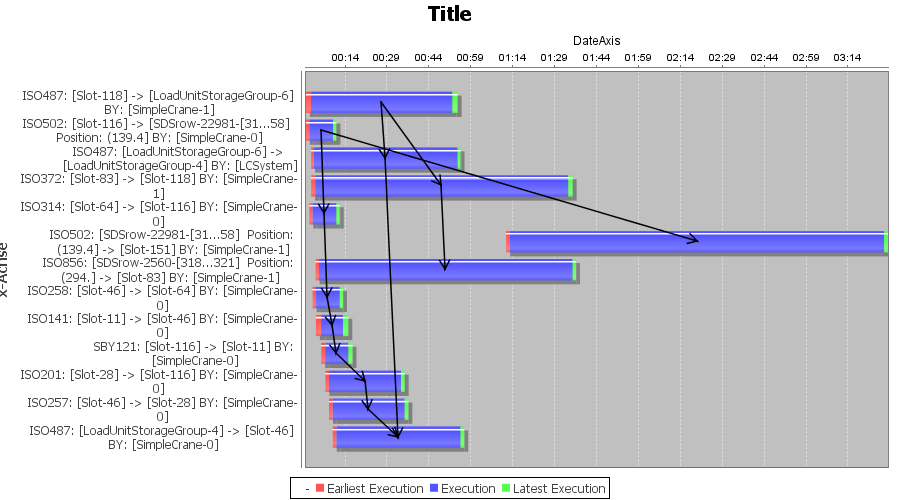 Title
DateAxis
00:14 00:29 00:44 00:59 01:14 01:29 01:44 01:59 02:14 02:29 02:44 02:59 03:14
ISO487: [Slot-118] -> [LoadUnitStorageGroup-6]
BY: [SimpleCrane-1]
ISO502: [Slot-116] -> [SDSrow-22981-[31...58]
Position: (139.4] BY: [SimpleCrane-0]
ISO487: [LoadUnitStorageGroup-6] ->
[LoadUnitStorageGroup-4] BY: [LCSystem]
ISO372: [Slot-83] -> [Slot-118] BY: [SimpleCrane-
1]
ISO314: [Slot-64] -> [Slot-116] BY: [SimpleCrane-
0]
ISO502: [SDSrow-22981-[31...58] Position:
(139.4] -> [Slot-151] BY: [SimpleCrane-1]
ISO856: [SDSrow-2560-[318...321] Position:
(294.] -> [Slot-83] BY: [SimpleCrane-1]
ISO258: [Slot-46] -> [Slot-64] BY: [SimpleCrane-
0]
ISO141: [Slot-11] -> [Slot-46] BY: [SimpleCrane-
0]
SBY121: [Slot-116] -> [Slot-11] BY:
[SimpleCrane-0]
ISO201: [Slot-28] -> [Slot-116] BY: [SimpleCrane-
0]
ISO257: [Slot-46] -> [Slot-28] BY: [SimpleCrane-
0]
ISO487: [LoadUnitStorageGroup-4] -> [Slot-46]
BY: [SimpleCrane-0]
x-Achse
- Earliest Execution Execution Latest Execution